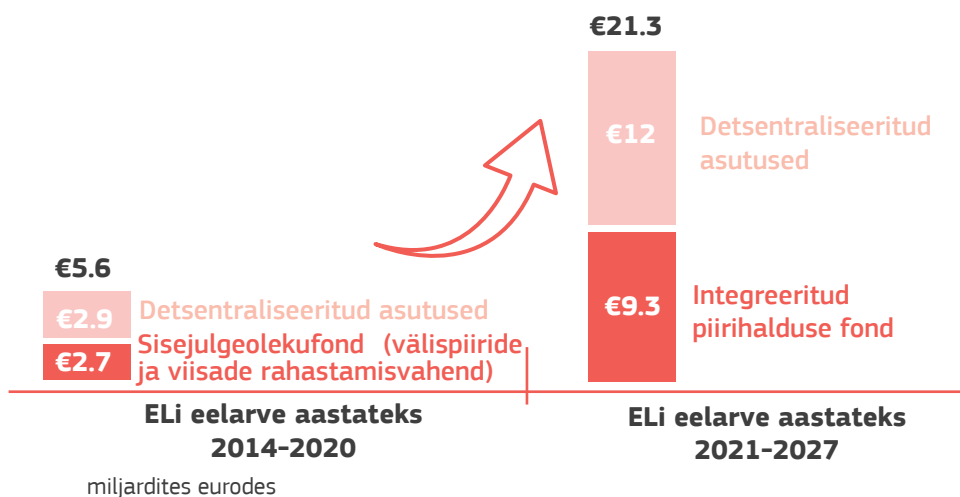 €5.6
€2.9
Detsentraliseeritud asutused
€2.7
Sisejulgeolekufond (välispiiride
ja viisade rahastamisvahend)
ELi eelarve aastateks
2014–2020
miljardites eurodes
€21.3
€12
Detsentraliseeritud
asutused
€9.3
Integreeritud
piirihalduse fond
ELi eelarve aastateks
2021–2027